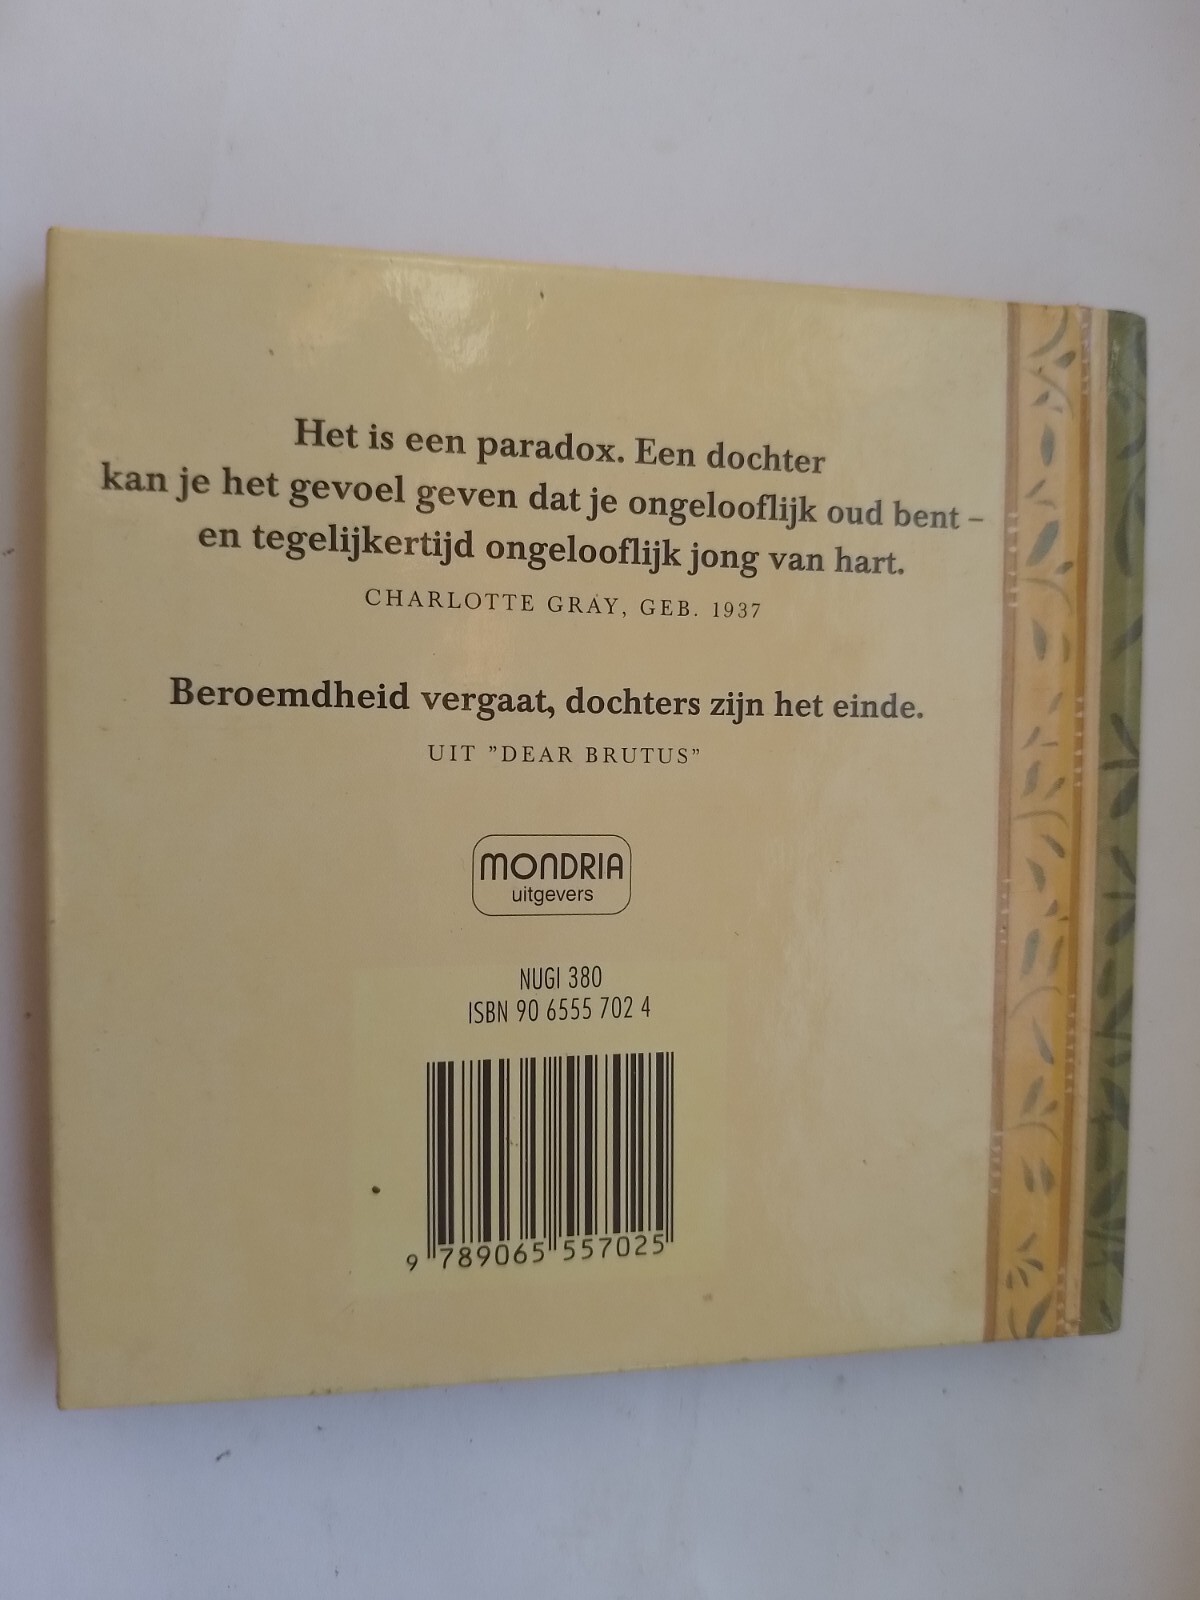 Het is een paradox. Een dochter
kan je het gevoel geven dat je ongelooflijk oud bent –
en tegelijkertijd ongelooflijk jong van hart.
CHARLOTTE GRAY, GEB. 1937
Beroemdheid vergaat, dochters zijn het einde.
UIT ”DEAR BRUTUS”
MONDRIA
uitgevers
NUGI 380
ISBN 90 6555 702 4
9 789065 557025